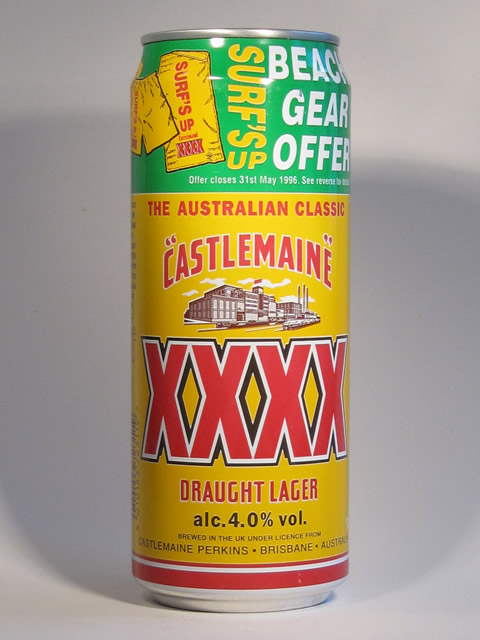 SURF'S UP
BEACH
GEAR
OFFER
SURF'S
UP
CASTLEMAINE
XXXX
Offer closes 31st May 1996. See reverse for
THE AUSTRALIAN CLASSIC
"CASTLEMAINE"
XXXX
DRAUGHT LAGER
alc.4.0% vol.
BREWED IN THE UK UNDER LICENCE FROM
CASTLEMAINE PERKINS • BRISBANE • AUSTRALIA